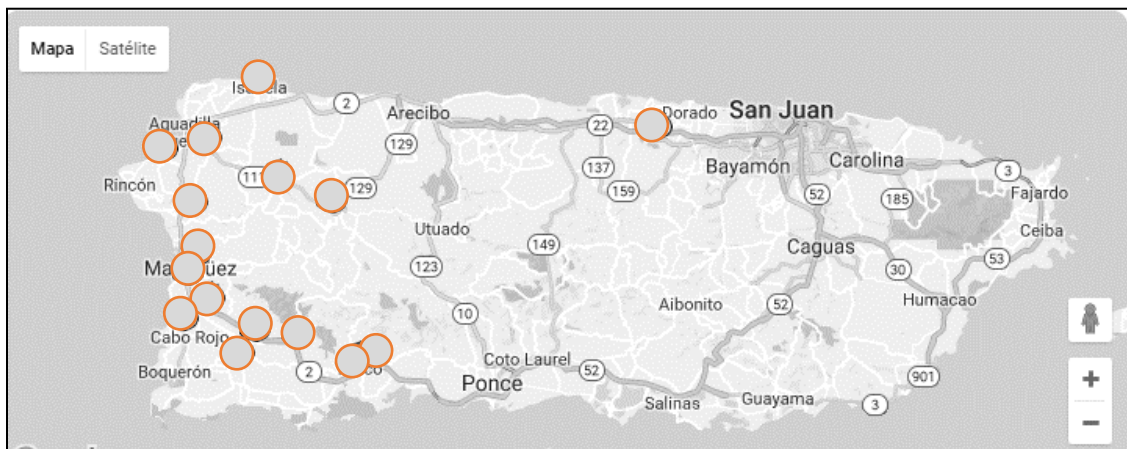 Mapa Satélite
2
Arecibo
Dorado
San Juan
22
129
Bayamón
Carolina
137
3
129
Rincón
159
52
185
Fajardo
Utuado
Ceiba
149
Caguas
53
123
30
Humacao
Aibonito
52
10
Cabo Rojo
Coto Laurel
Boquerón
2
52
901
Ponce
Salinas
Guayama
3
+
−